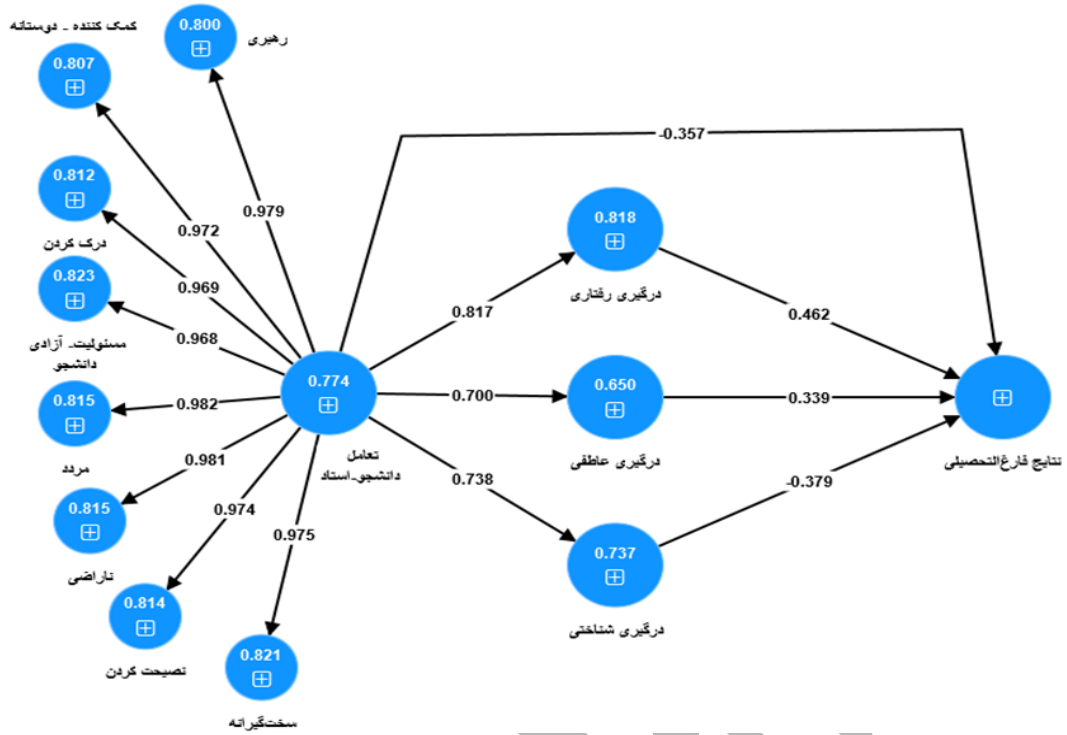 کمک کننده - دوستانه
0.807
0.800
رهبری
0.812
درک کردن
0.823
مسئولیت- آزادی
دانشجو
0.815
مردد
0.815
ناراضی
0.814
نصیحت کردن
0.821
سخت‌گیرانه
0.979
0.972
0.969
0.968
0.982
0.981
0.974
0.975
0.774
تعامل
دانشجو-استاد
-0.357
0.817
0.700
0.738
0.818
درگیری رفتاری
0.650
درگیری عاطفی
0.737
درگیری شناختی
0.462
0.339
-0.379
نتایج فارغ‌التحصیلی